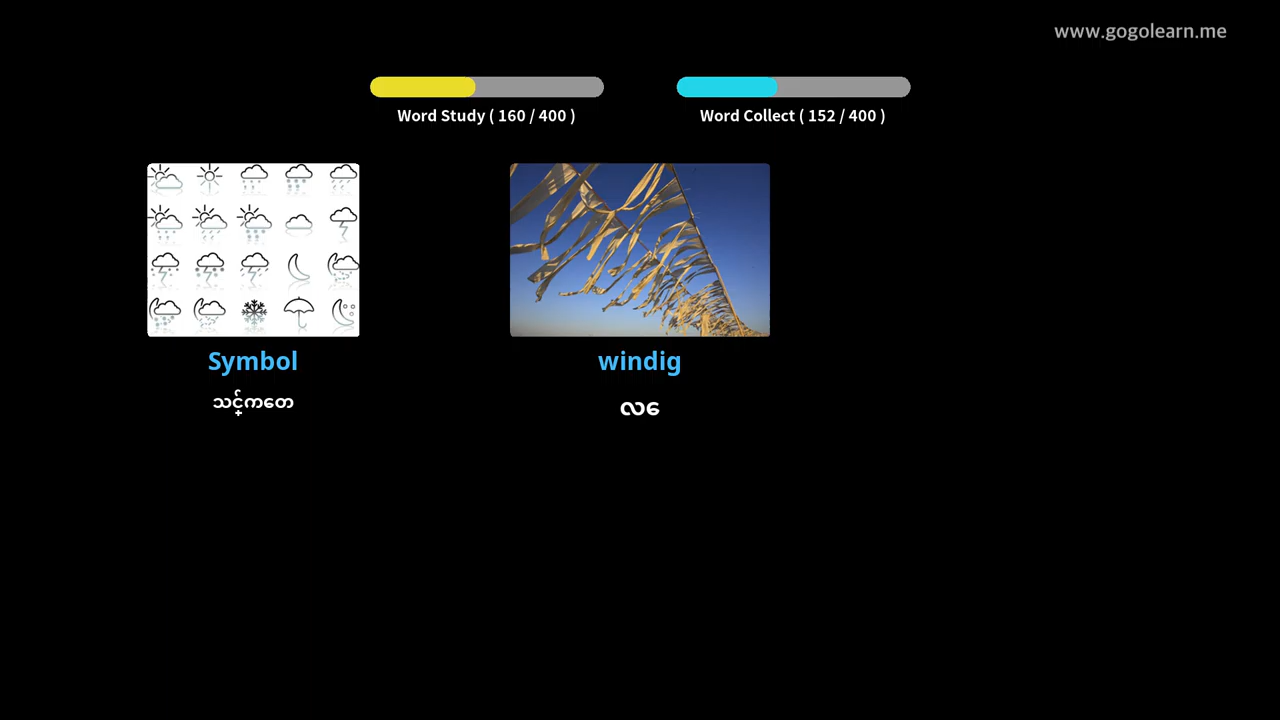 www.gogolearn.me
Word Study ( 160 / 400 )
Word Collect ( 152 / 400 )
Symbol
windig
သင်္ကတေ
လေ